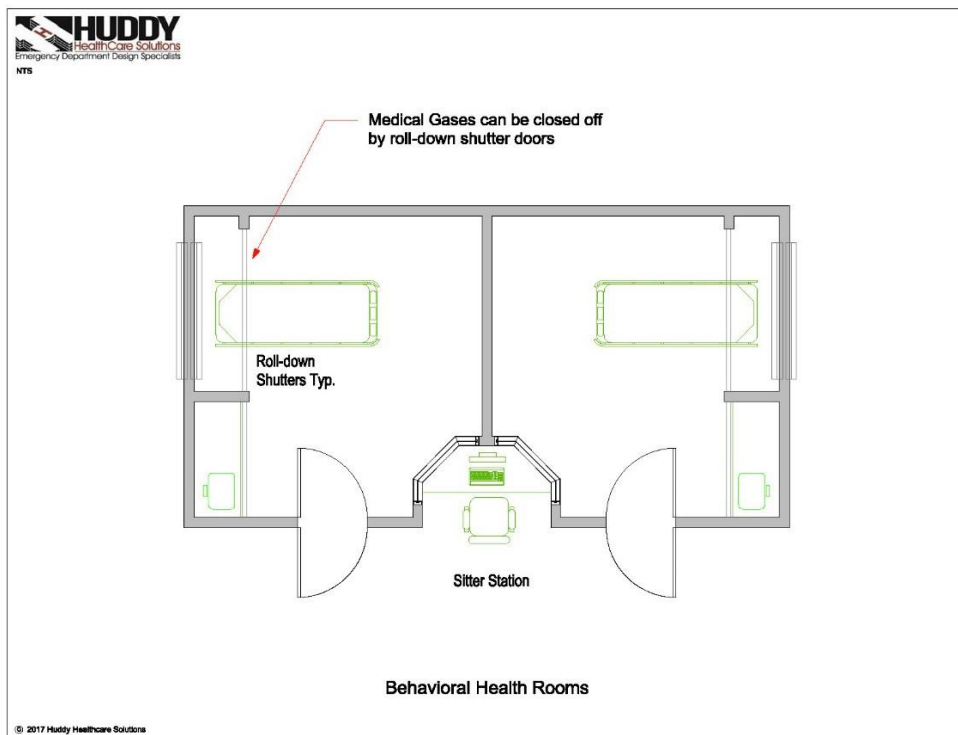 HUDDY
HealthCare Solutions
Emergency Department Design Specialists
NTS
Medical Gases can be closed off
by roll-down shutter doors
Roll-down
Shutters Typ.
Sitter Station
Behavioral Health Rooms
© 2017 Huddy Healthcare Solutions